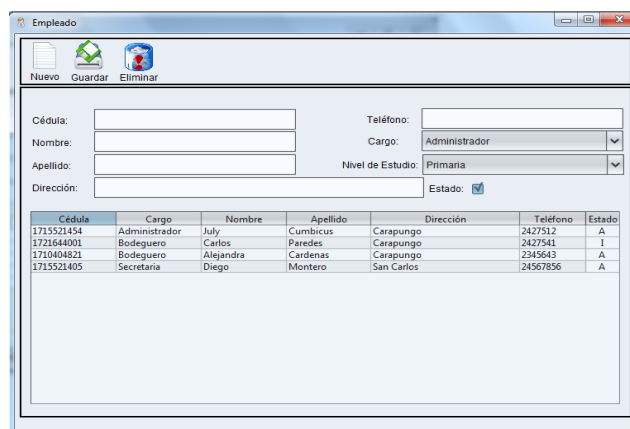 Empleado
Nuevo Guardar Eliminar
Cédula: Teléfono:
Nombre: Cargo: Administrador
Apellido: Nivel de Estudio: Primaria
Dirección: Estado:
Cédula Cargo Nombre Apellido Dirección Teléfono Estado
1715521454 Administrador July Cumbicus Carapungo 2427512 A
1721644001 Bodeguero Carlos Paredes Carapungo 2427541 I
1710404821 Bodeguero Alejandra Cardenas Carapungo 2345643 A
1715521405 Secretaria Diego Montero San Carlos 24567856 A